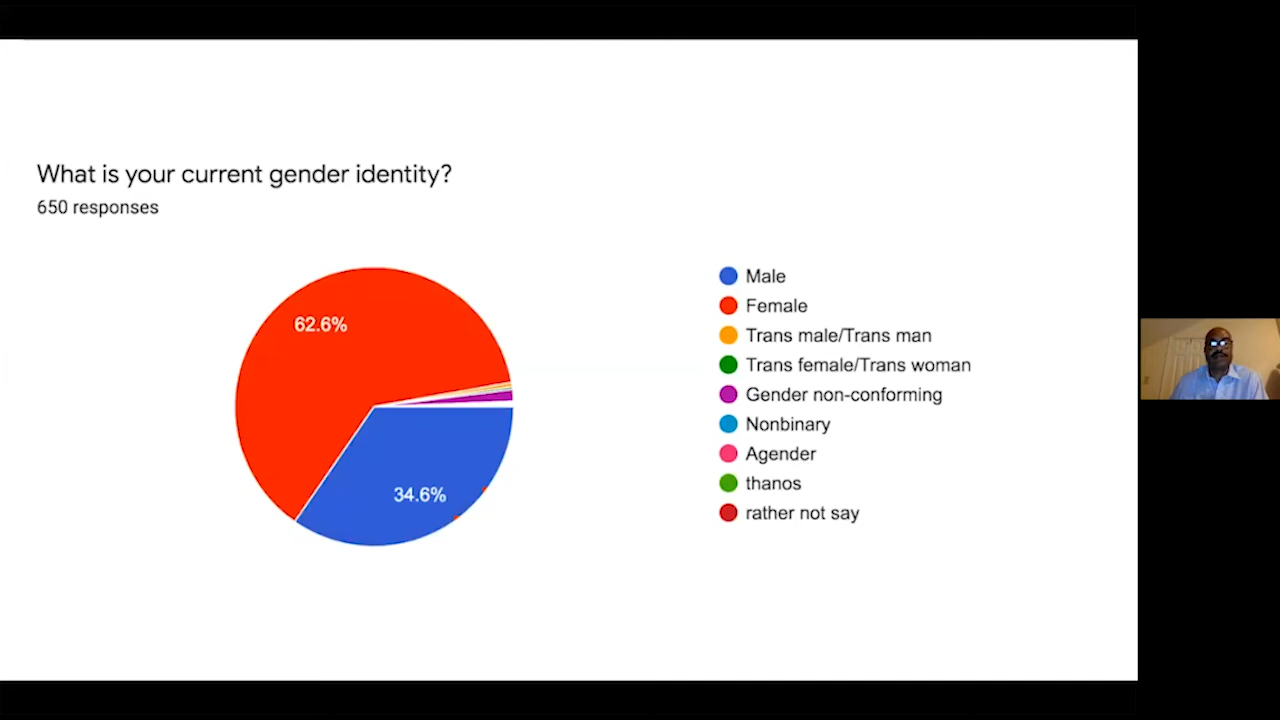 What is your current gender identity?
650 responses
62.6%
34.6%
Male
Female
Trans male/Trans man
Trans female/Trans woman
Gender non-conforming
Nonbinary
Agender
thanos
rather not say